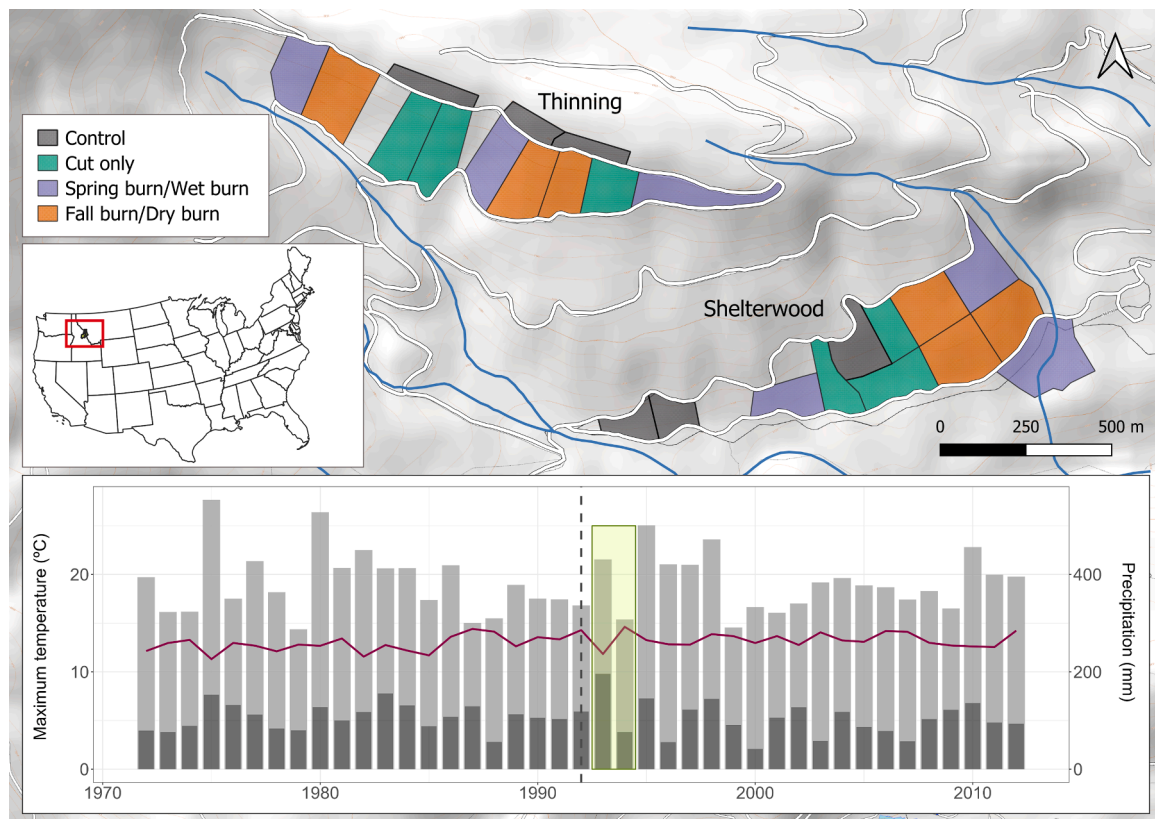 Thinning
Control
Cut only
Spring burn/Wet burn
Fall burn/Dry burn
Shelterwood
0 250 500 m
Maximum temperature (ºC)
20
10
0
400
200
0
Precipitation (mm)
1970 1980 1990 2000 2010